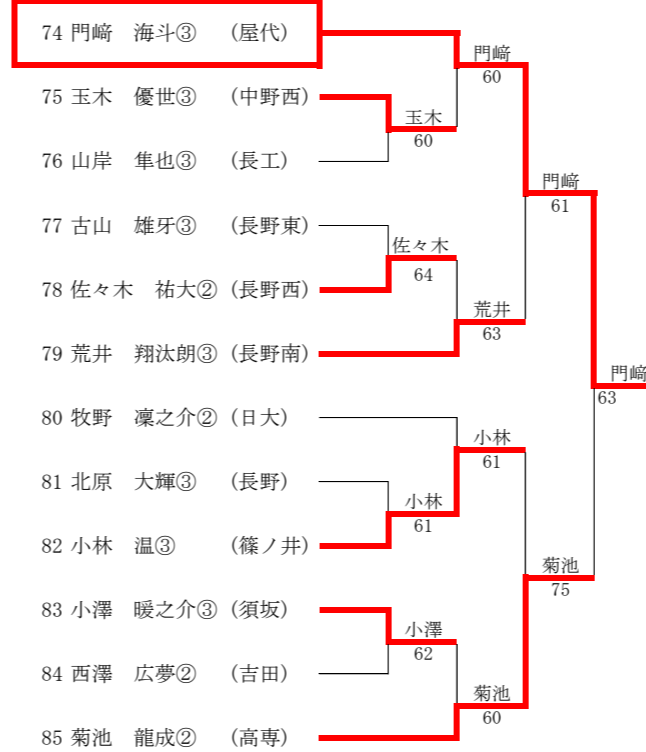 74 門﨑 海斗③ (屋代)
門﨑
60
75 玉木 優世③ (中野西)
玉木
60
76 山岸 隼也③ (長工)
門﨑
61
77 古山 雄牙③ (長野東)
佐々木
64
78 佐々木 祐大② (長野西)
荒井
63
79 荒井 翔汰朗③ (長野南)
門﨑
63
80 牧野 凜之介② (日大)
小林
61
81 北原 大輝③ (長野)
小林
61
82 小林 温③ (篠ノ井)
菊池
75
83 小澤 暖之介③ (須坂)
小澤
62
84 西澤 広夢② (吉田)
菊池
60
85 菊池 龍成② (高専)